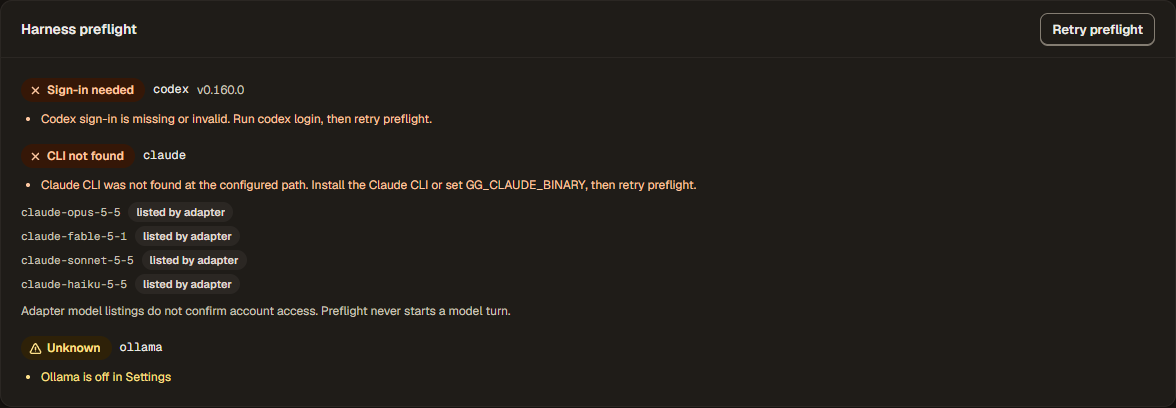 Harness preflight
Retry preflight
Sign-in needed codex v0.160.0
Codex sign-in is missing or invalid. Run codex login, then retry preflight.
CLI not found claude
Claude CLI was not found at the configured path. Install the Claude CLI or set GG_CLAUDE_BINARY, then retry preflight.
claude-opus-5-5 listed by adapter
claude-fable-5-1 listed by adapter
claude-sonnet-5-5 listed by adapter
claude-haiku-5-5 listed by adapter
Adapter model listings do not confirm account access. Preflight never starts a model turn.
Unknown ollama
Ollama is off in Settings